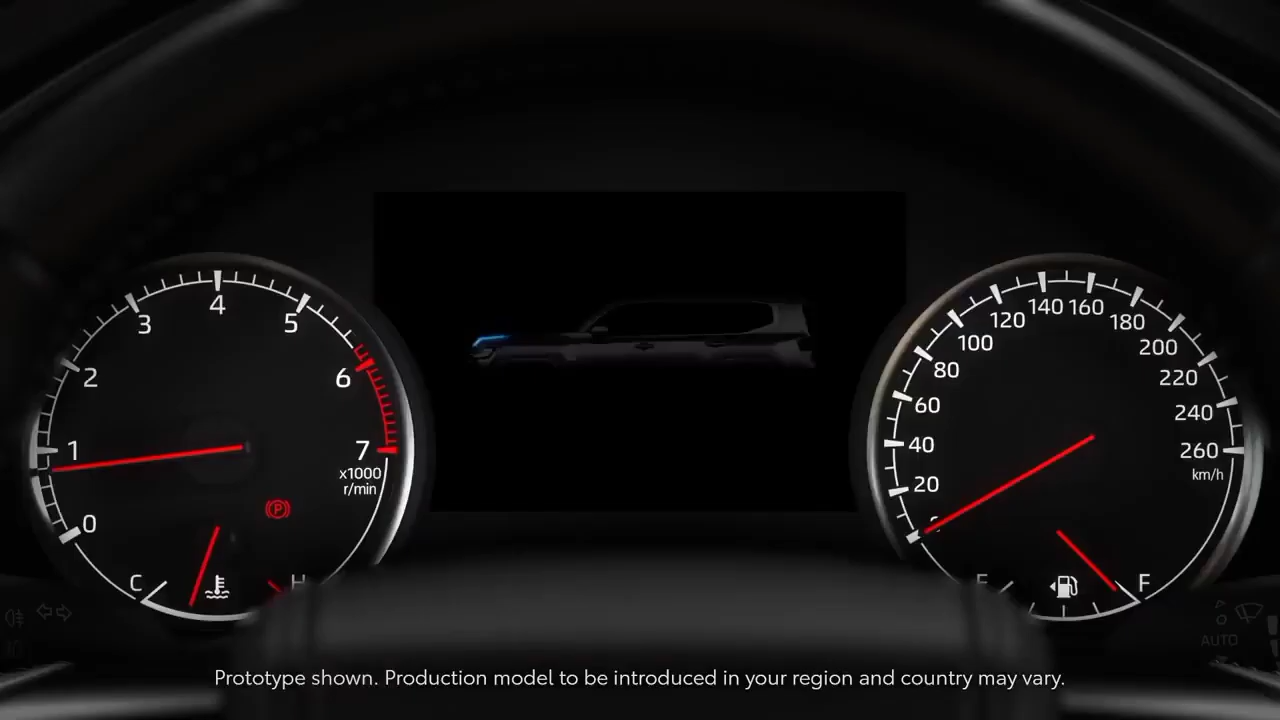 0
1
2
3
4
5
6
7
x1000
r/min
(P)
C
H
0
20
40
60
80
100
120
140
160
180
200
220
240
260
km/h
E
F
AUTO
Prototype shown. Production model to be introduced in your region and country may vary.